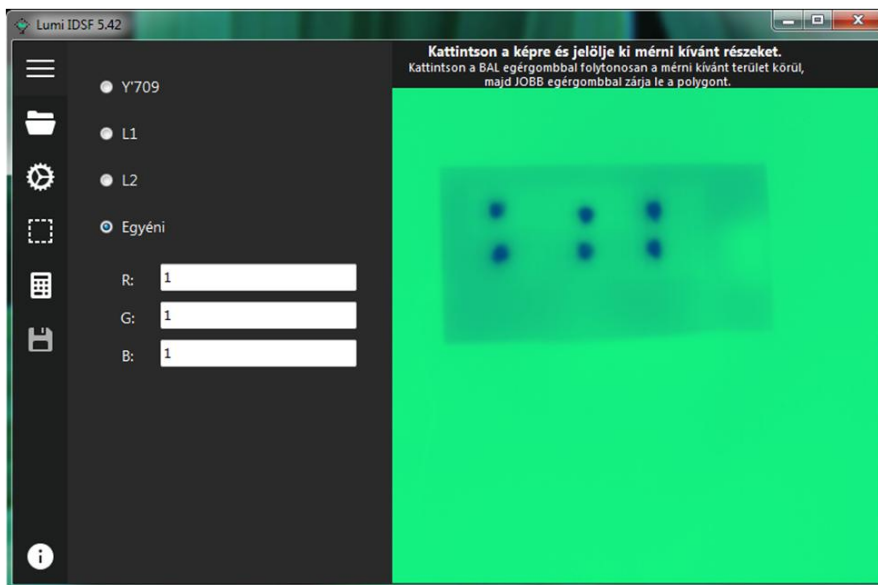 Lumi IDSF 5.42
Kattintson a képre és jelölje ki mérni kívánt részeket.
Kattintson a BAL egérgombbal folytonosan a mérni kívánt terület körül,
majd JOBB egérgombbal zárja le a polygont.
Y'709
L1
L2
Egyéni
R: 1
G: 1
B: 1